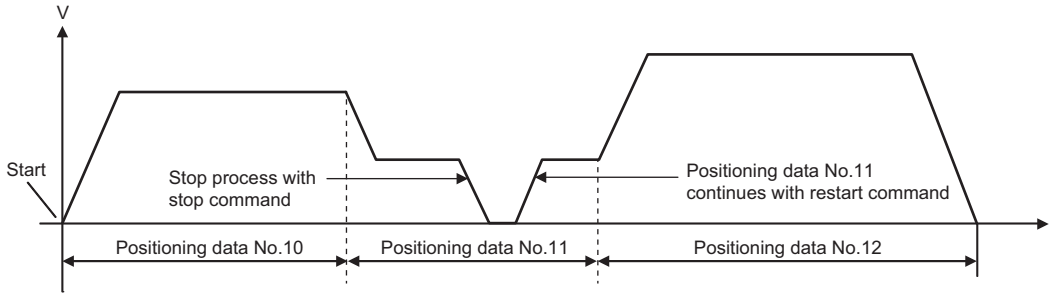 V
Start
Stop process with
stop command
Positioning data No.11
continues with restart command
Positioning data No.10
Positioning data No.11
Positioning data No.12